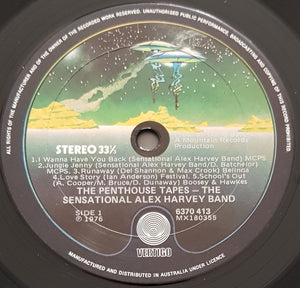 ALL RIGHTS OF THE MANUFACTURER AND OF THE OWNER OF THE RECORDED WORK RESERVED. UNAUTHORISED PUBLIC PERFORMANCE, BROADCASTING AND COPYING OF THIS RECORD PROHIBITED
A Mountain Records
Production
STEREO 33⅓
1.I Wanna Have You Back (Sensational Alex Harvey Band) MCPS
2.Jungle Jenny (Sensational Alex Harvey Band/D. Batchelor)
MCPS. 3.Runaway (Del Shannon & Max Crook) Belinda
4.Love Story (Ian Anderson) Festival. 5.School's Out
(A. Cooper/M. Bruce/D. Dunaway) Boosey & Hawkes
THE PENTHOUSE TAPES – THE
SENSATIONAL ALEX HARVEY BAND
SIDE 1
℗ 1976
6370 413
MX180355
VERTIGO
MANUFACTURED AND DISTRIBUTED IN AUSTRALIA UNDER LICENCE